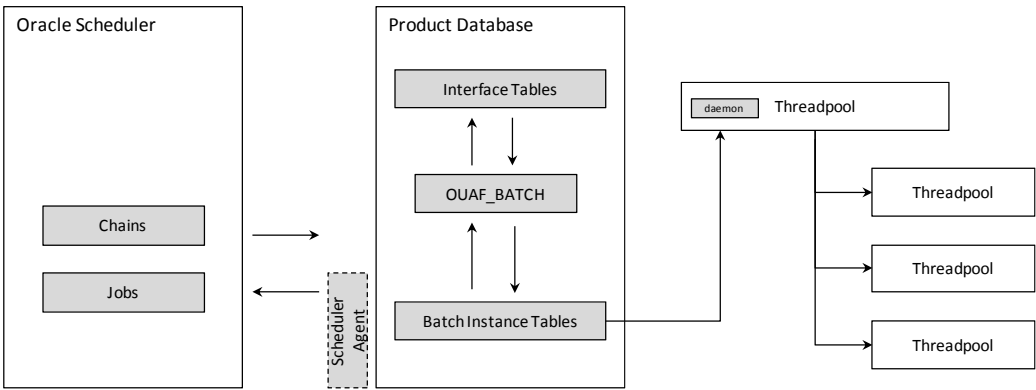 Oracle Scheduler
Chains
Jobs
Scheduler
Agent
Product Database
Interface Tables
OUAF_BATCH
Batch Instance Tables
daemon
Threadpool
Threadpool
Threadpool
Threadpool